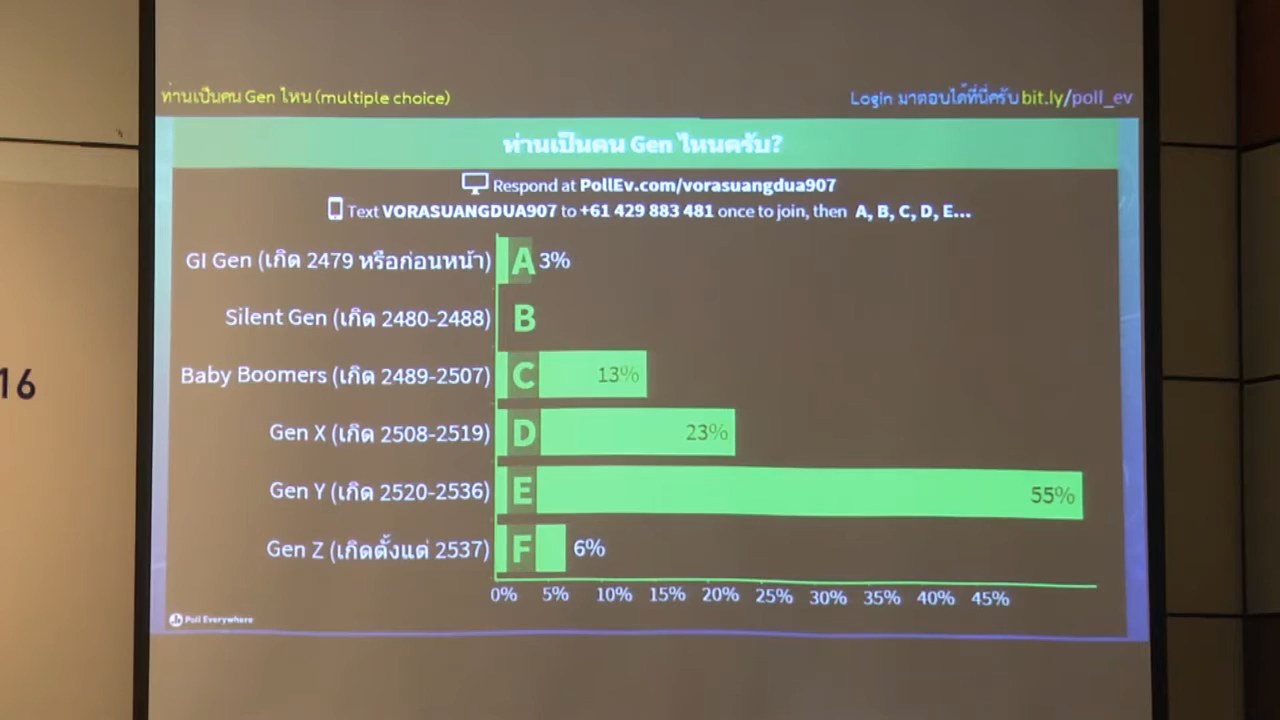 ท่านเป็นคน Gen ไหน (multiple choice)
Login มาตอบได้ที่นี่ครับ bit.ly/poll_ev
ท่านเป็นคน Gen ไหนครับ?
Respond at PollEv.com/vorasuangdua907
Text VORASUANGDUA907 to +61 429 883 481 once to join, then A, B, C, D, E...
GI Gen (เกิด 2479 หรือก่อนหน้า) A 3%
Silent Gen (เกิด 2480-2488) B
Baby Boomers (เกิด 2489-2507) C 13%
Gen X (เกิด 2508-2519) D 23%
Gen Y (เกิด 2520-2536) E 55%
Gen Z (เกิดตั้งแต่ 2537) F 6%
0% 5% 10% 15% 20% 25% 30% 35% 40% 45%
Poll Everywhere
16